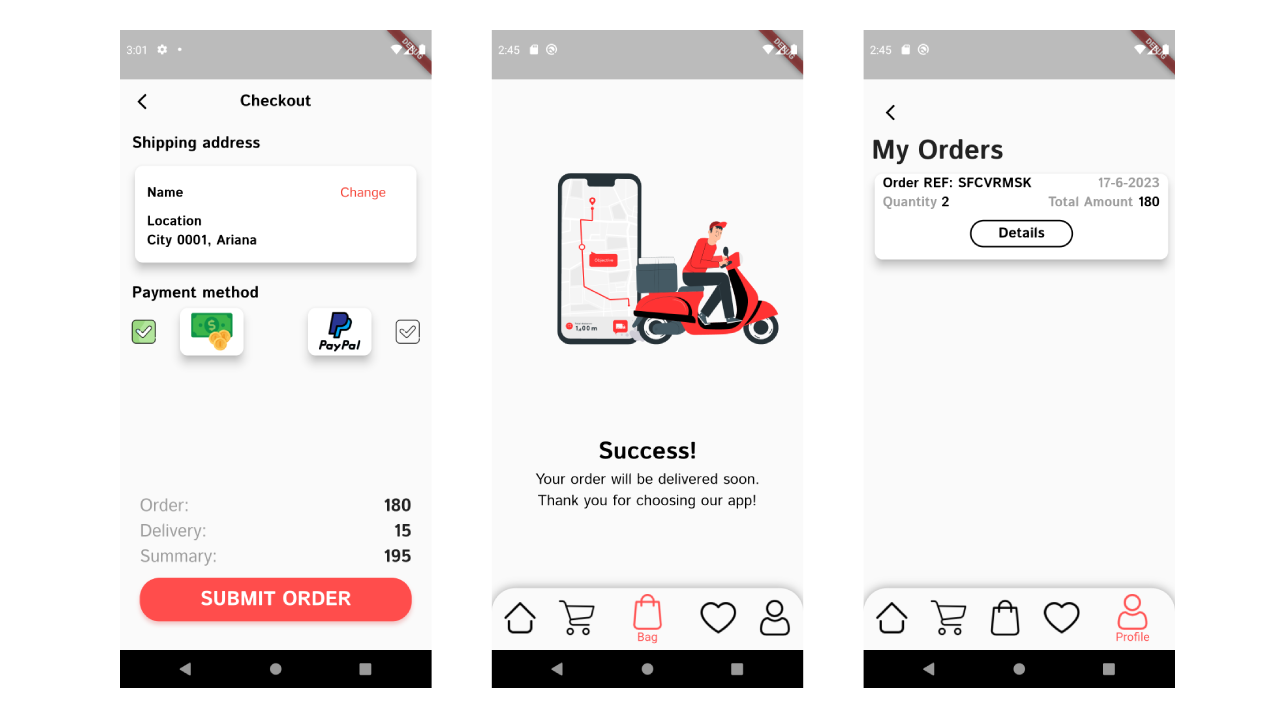 3:01
DEBUG
Checkout
Shipping address
Name Change
Location
City 0001, Ariana
Payment method
PayPal
Order: 180
Delivery: 15
Summary: 195
SUBMIT ORDER
2:45
DEBUG
Objective
Success!
Your order will be delivered soon.
Thank you for choosing our app!
Bag
2:45
DEBUG
My Orders
Order REF: SFCVRMSK 17-6-2023
Quantity 2 Total Amount 180
Details
Profile